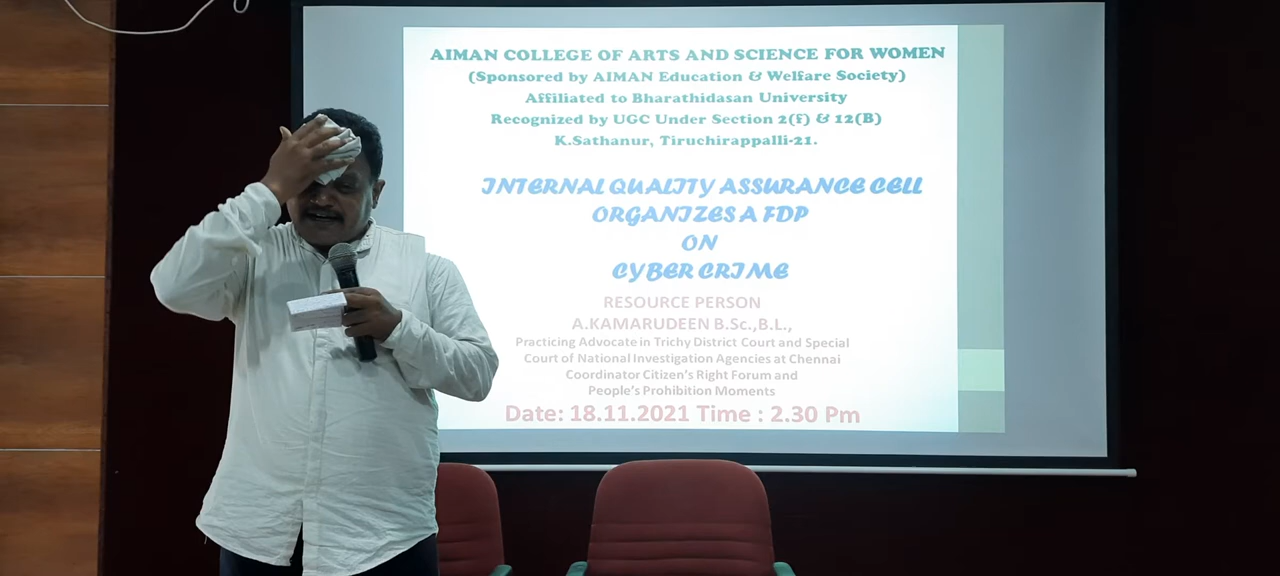 AIMAN COLLEGE OF ARTS AND SCIENCE FOR WOMEN
(Sponsored by AIMAN Education & Welfare Society)
Affiliated to Bharathidasan University
Recognized by UGC Under Section 2(f) & 12(B)
K.Sathanur, Tiruchirappalli-21.
INTERNAL QUALITY ASSURANCE CELL
ORGANIZES A FDP
ON
CYBER CRIME
RESOURCE PERSON
A.KAMARUDEEN B.Sc.,B.L.,
Practicing Advocate in Trichy District Court and Special
Court of National Investigation Agencies at Chennai
Coordinator Citizen's Right Forum and
People's Prohibition Moments
Date: 18.11.2021 Time : 2.30 Pm